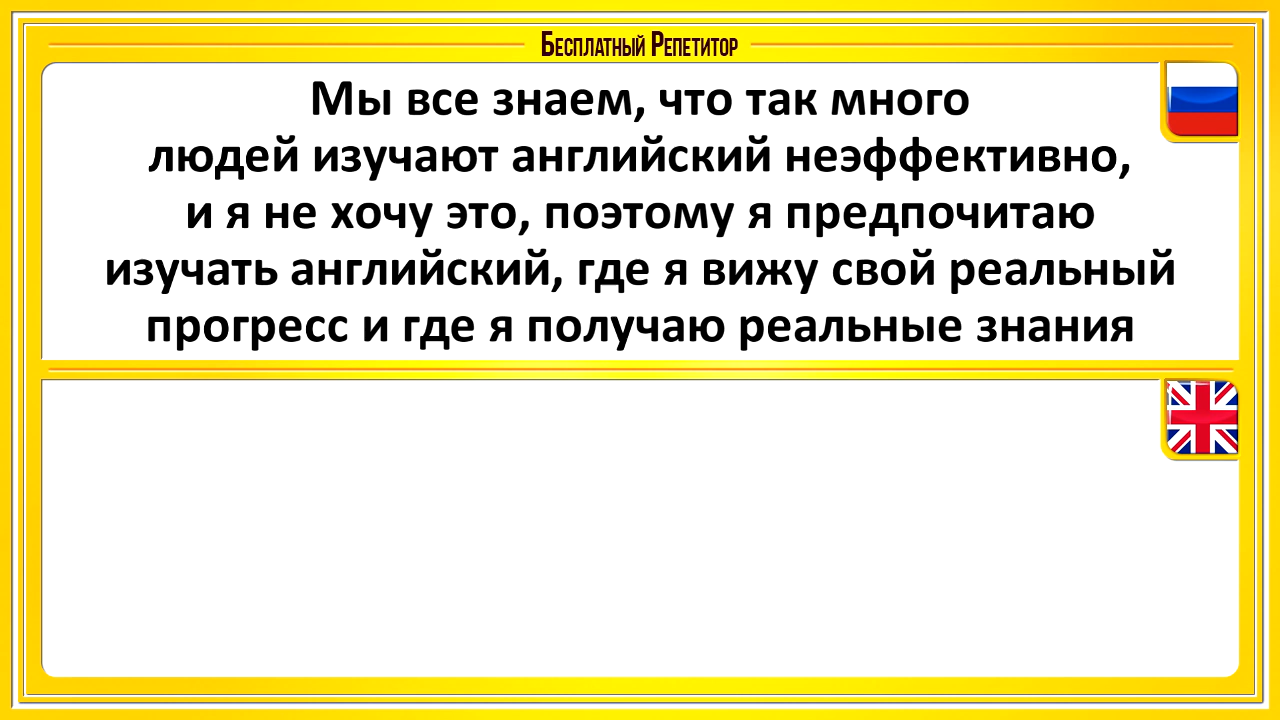 Бесплатный Репетитор
Мы все знаем, что так много
людей изучают английский неэффективно,
и я не хочу это, поэтому я предпочитаю
изучать английский, где я вижу свой реальный
прогресс и где я получаю реальные знания